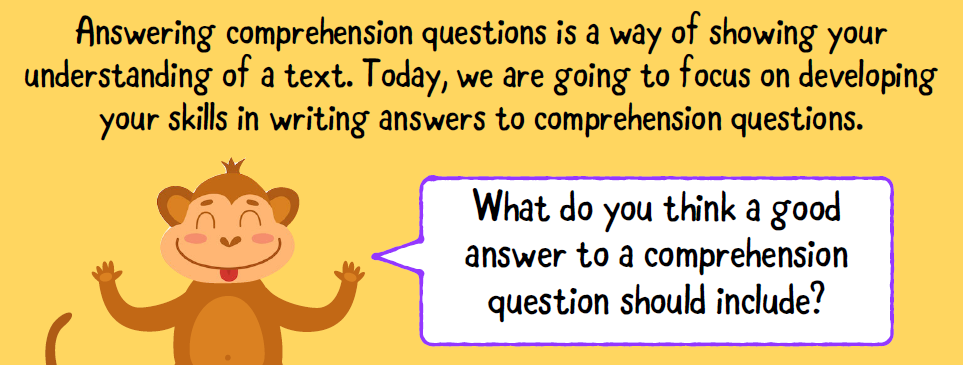 Answering comprehension questions is a way of showing your
understanding of a text. Today, we are going to focus on developing
your skills in writing answers to comprehension questions.
What do you think a good
answer to a comprehension
question should include?